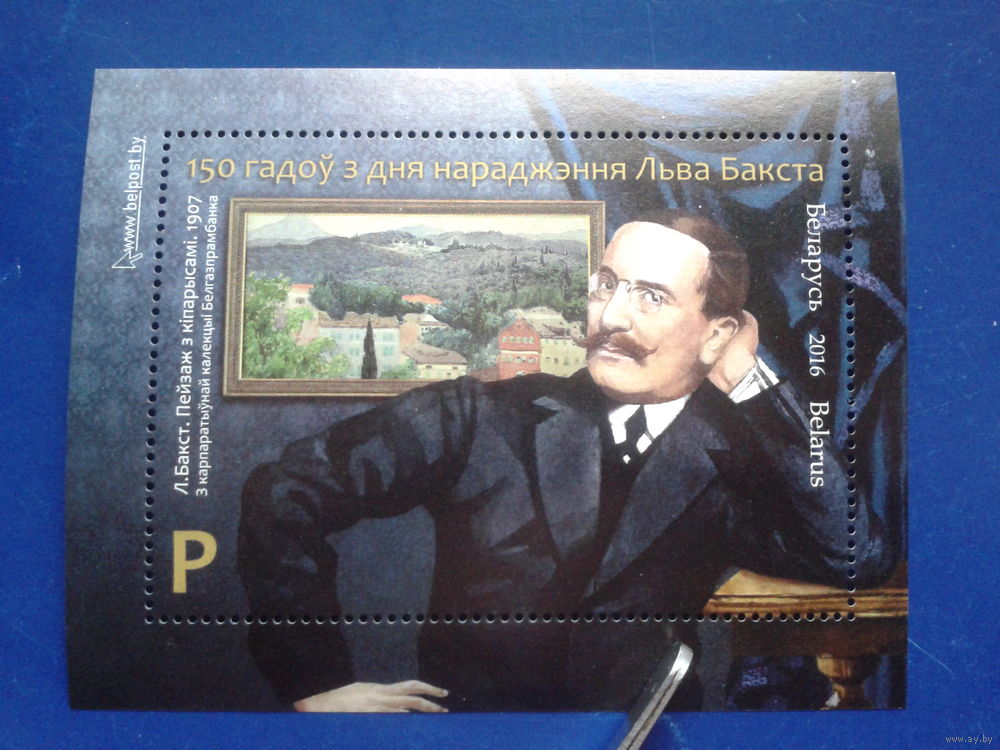 www.belpost.by
150 гадоў з дня нараджэння Льва Бакста
Л.Бакст. Пейзаж з кіпарысамі. 1907
З карпаратыўнай калекцыі Белгазпрамбанка
Беларусь 2016 Belarus
P
www.ay.by